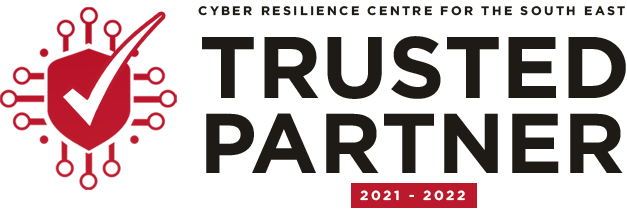 CYBER RESILIENCE CENTRE FOR THE SOUTH EAST
TRUSTED
PARTNER
2021 - 2022